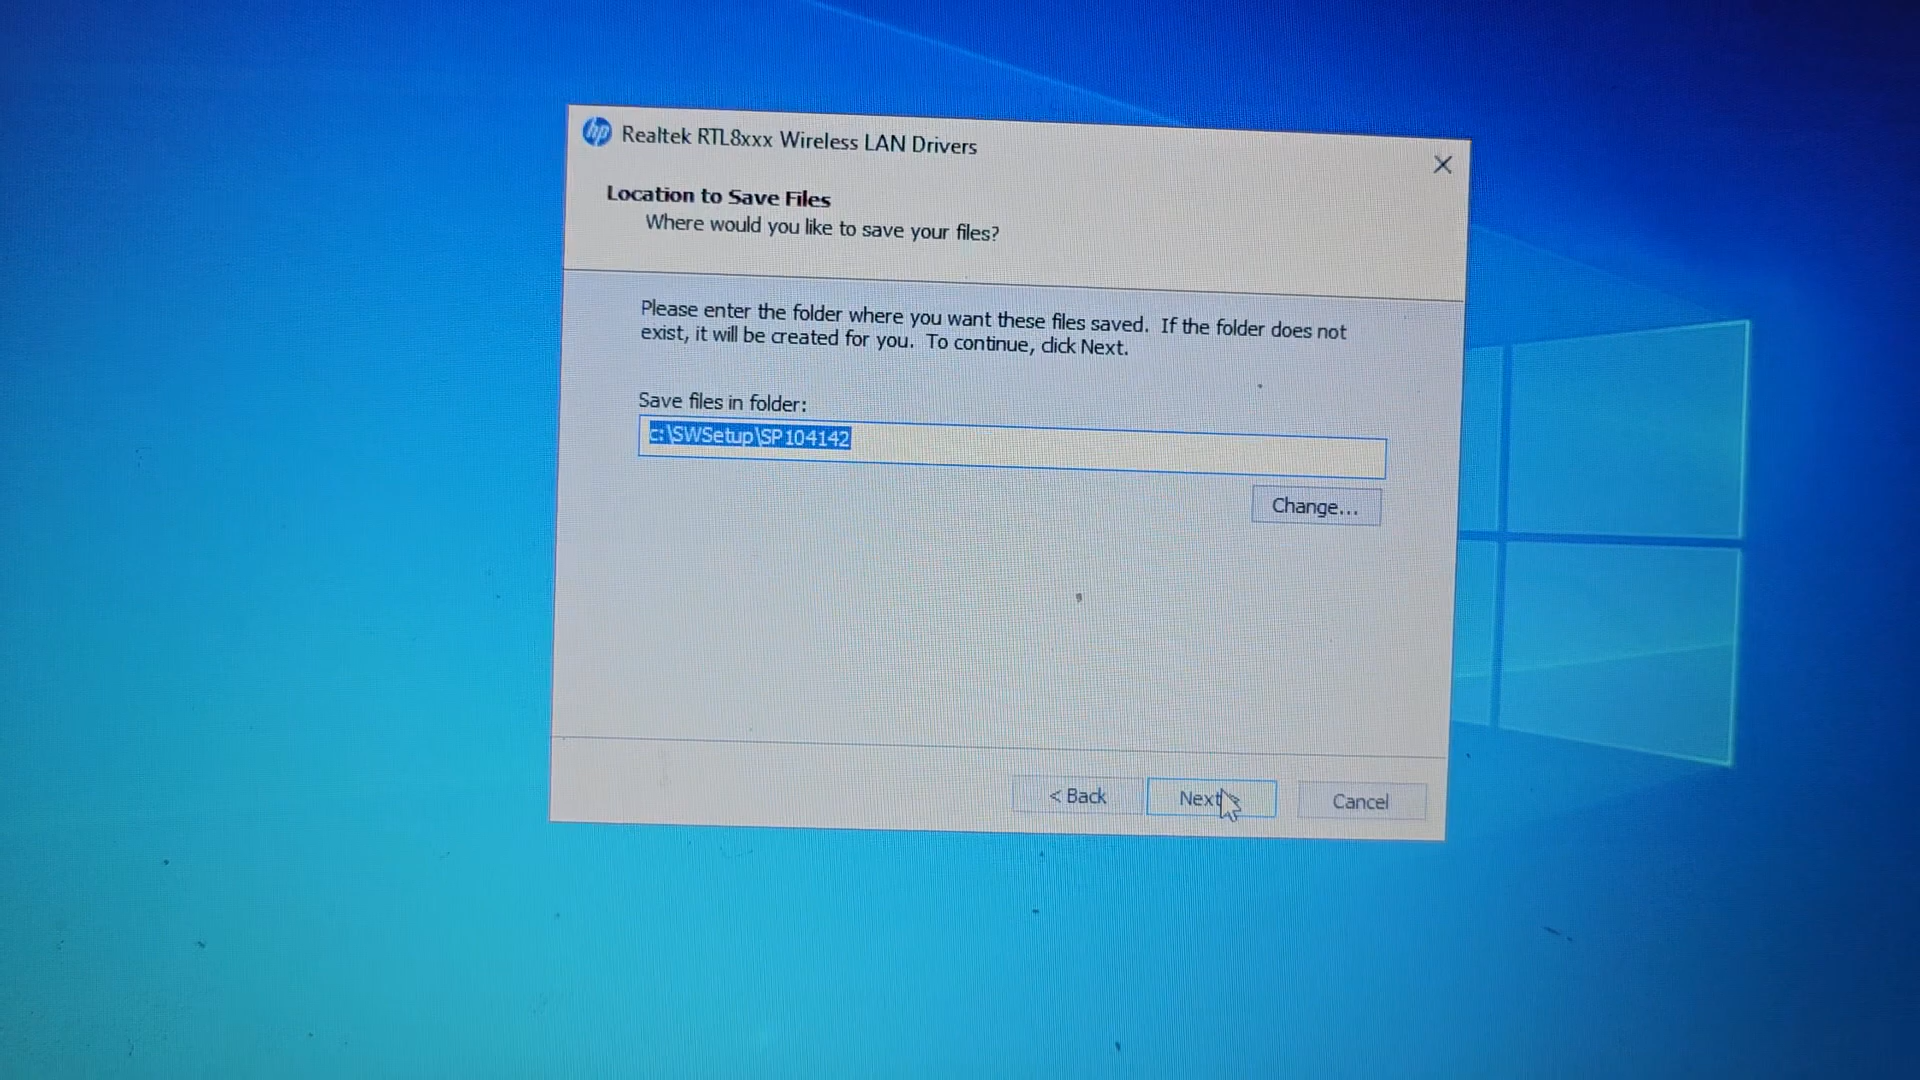 hp Realtek RTL8xxx Wireless LAN Drivers
Location to Save Files
Where would you like to save your files?
Please enter the folder where you want these files saved. If the folder does not
exist, it will be created for you. To continue, click Next.
Save files in folder:
c:\SWSetup\SP104142
Change...
< Back Next Cancel